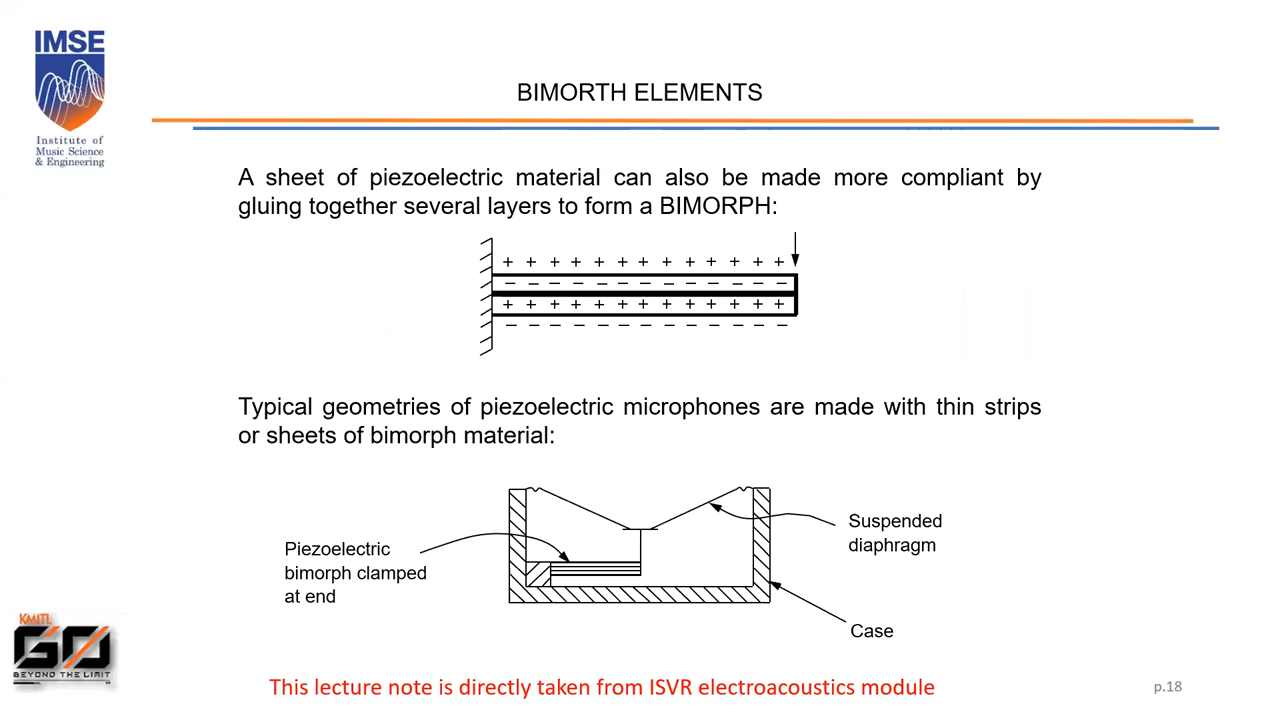 IMSE
Institute of
Music Science
& Engineering
BIMORTH ELEMENTS
A sheet of piezoelectric material can also be made more compliant by
gluing together several layers to form a BIMORPH:
+ + + + + + + + + + + + +
− − − − − − − − − − − − −
+ + + + + + + + + + + + +
− − − − − − − − − − − − −
Typical geometries of piezoelectric microphones are made with thin strips
or sheets of bimorph material:
Piezoelectric
bimorph clamped
at end
Suspended
diaphragm
Case
KMITL
GO
BEYOND THE LIMIT
This lecture note is directly taken from ISVR electroacoustics module
p.18